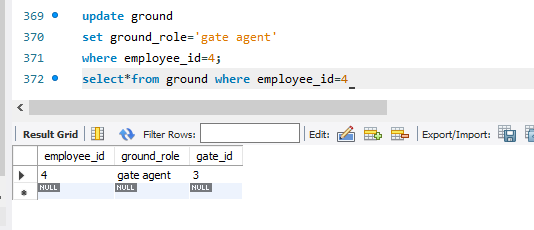 369 update ground
370 set ground_role='gate agent'
371 where employee_id=4;
372 select*from ground where employee_id=4
Result Grid Filter Rows: Edit: Export/Import:
employee_id ground_role gate_id
4 gate agent 3
NULL NULL NULL